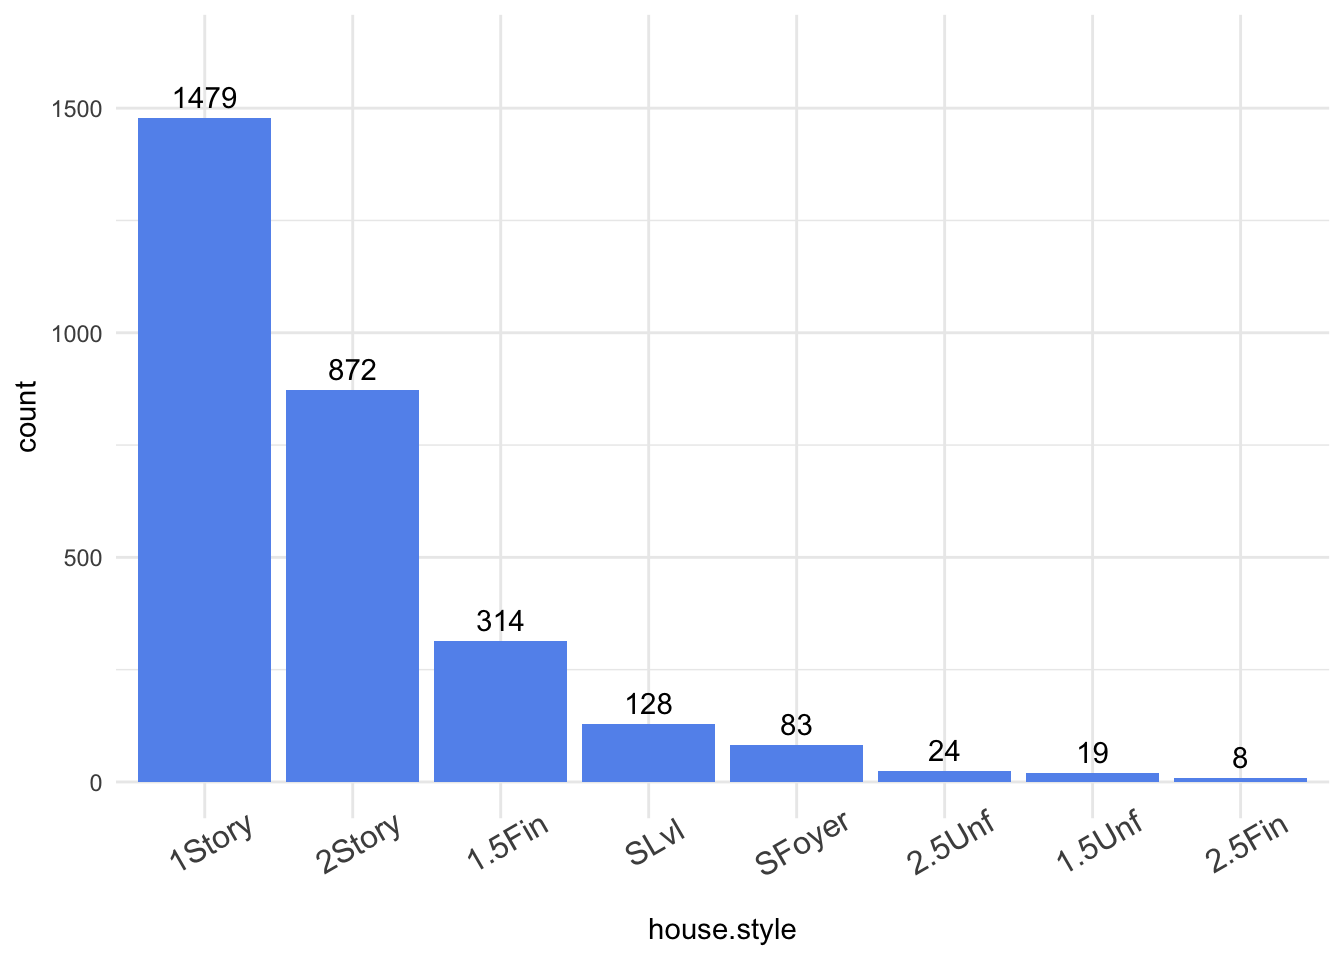 1500
1000
500
0
count
1479
872
314
128
83
24
19
8
1Story
2Story
1.5Fin
SLvl
SFoyer
2.5Unf
1.5Unf
2.5Fin
house.style